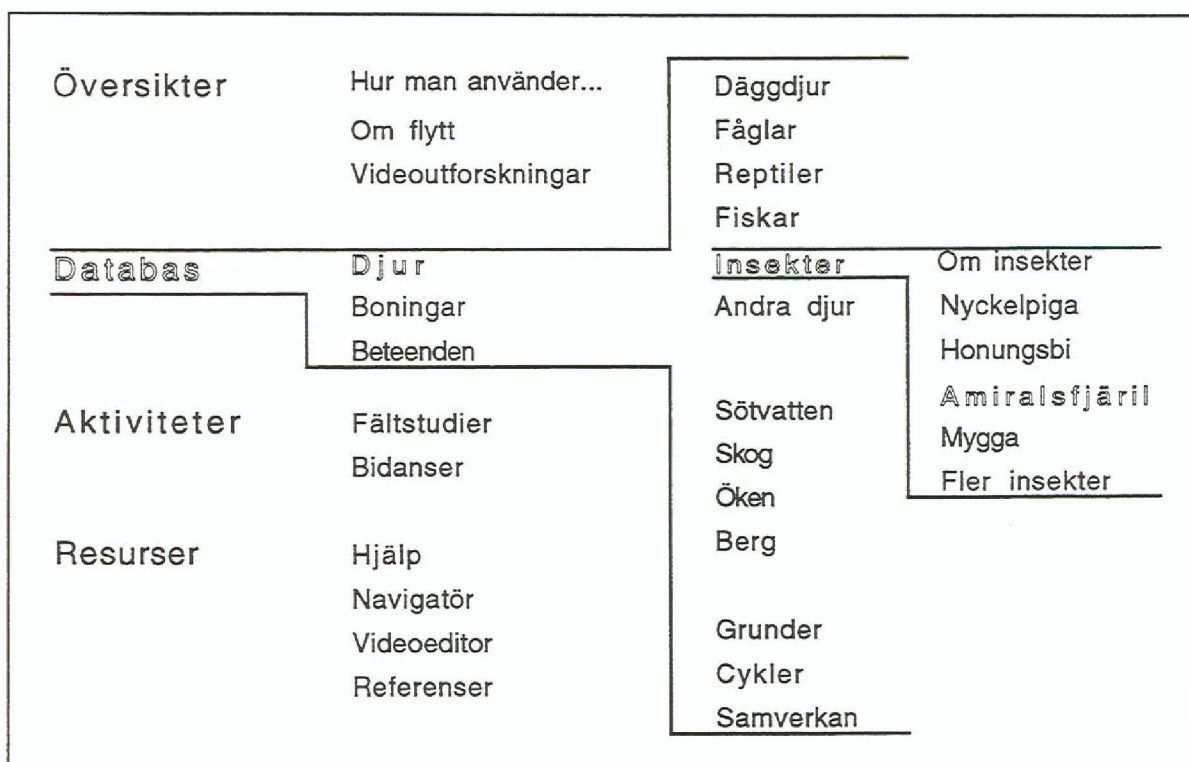 Översikter
Hur man använder...
Om flytt
Videoutforskningar
Databas
Djur
Boningar
Beteenden
Aktiviteter
Fältstudier
Bidanser
Resurser
Hjälp
Navigatör
Videoeditor
Referenser
Däggdjur
Fåglar
Reptiler
Fiskar
Insekter
Andra djur
Sötvatten
Skog
Öken
Berg
Grunder
Cykler
Samverkan
Om insekter
Nyckelpiga
Honungsbi
Amiralsfjäril
Mygga
Fler insekter